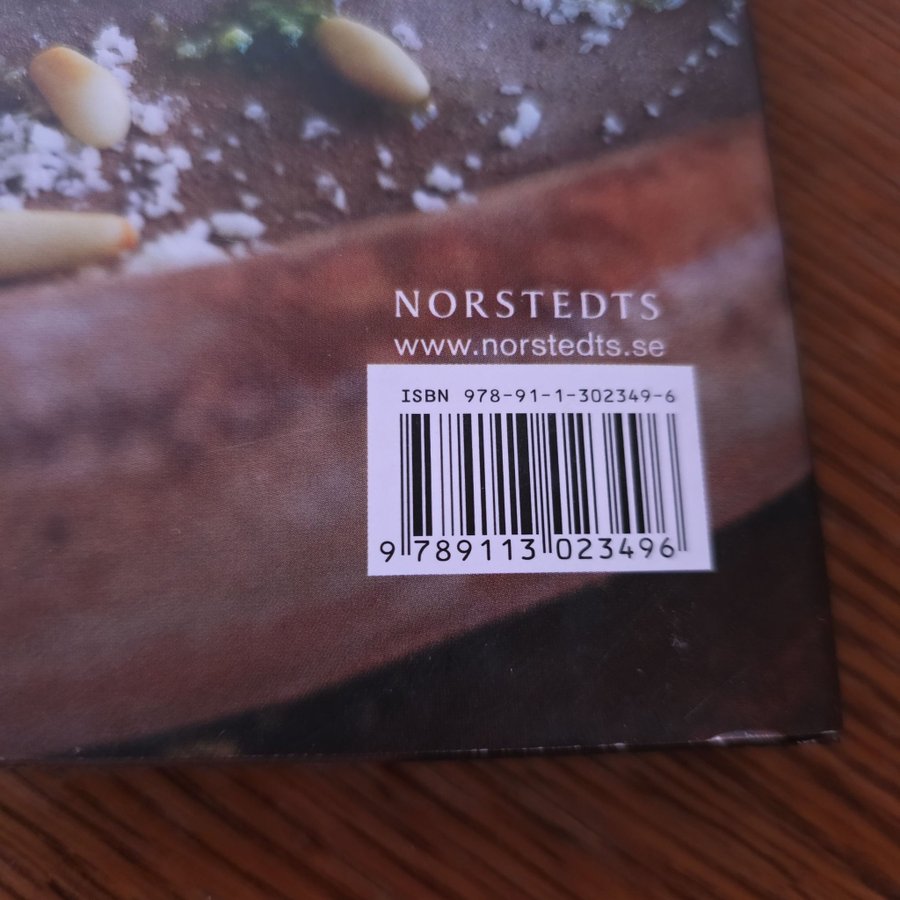 NORSTEDTS
www.norstedts.se
ISBN 978-91-1-302349-6
9 789113 023496